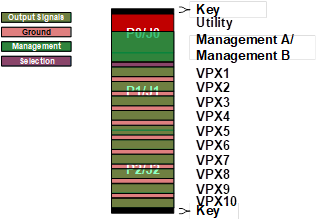 Output Signals
Ground
Management
Selection
Key
Utility
P0/J0
Management A/
Management B
VPX1
VPX2
P1/J1
VPX3
VPX4
VPX5
VPX6
VPX7
P2/J2
VPX8
VPX9
VPX10
Key